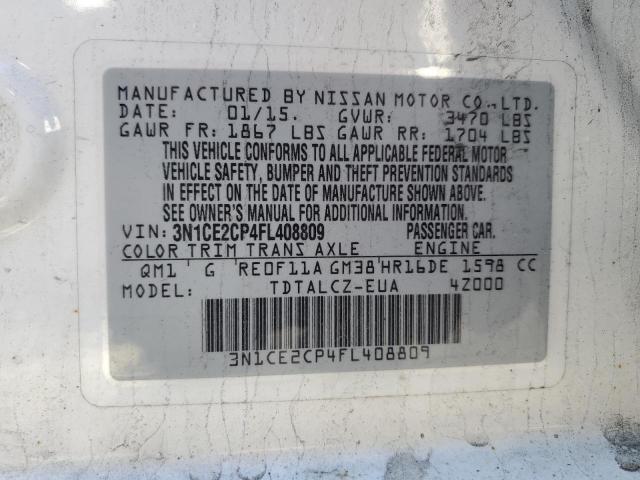 MANUFACTURED BY NISSAN MOTOR CO., LTD.
DATE: 01/15. GVWR: 3470 LBS
GAWR FR: 1867 LBS GAWR RR: 1704 LBS
THIS VEHICLE CONFORMS TO ALL APPLICABLE FEDERAL MOTOR
VEHICLE SAFETY, BUMPER AND THEFT PREVENTION STANDARDS
IN EFFECT ON THE DATE OF MANUFACTURE SHOWN ABOVE.
SEE OWNER'S MANUAL FOR ADDITIONAL INFORMATION.
VIN: 3N1CE2CP4FL408809 PASSENGER CAR.
COLOR TRIM TRANS AXLE ENGINE
QM1 G RE0F11A GM38 HR16DE 1598 CC
MODEL: TDTALCZ-EUA 42000
3N1CE2CP4FL408809